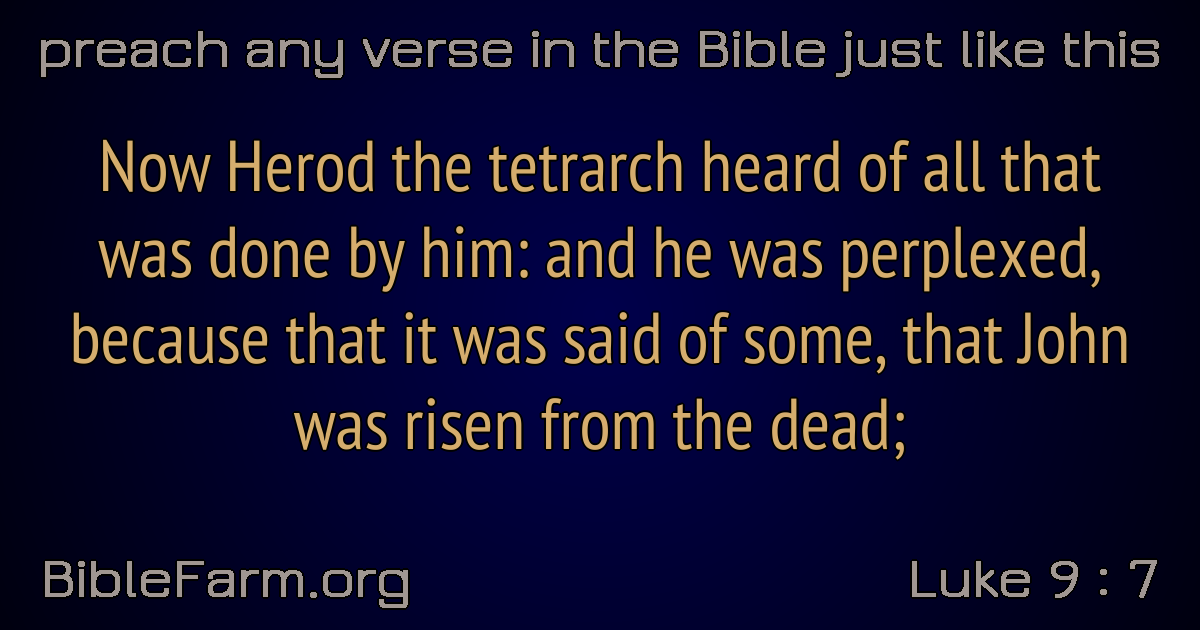 preach any verse in the Bible just like this
Now Herod the tetrarch heard of all that
was done by him: and he was perplexed,
because that it was said of some, that John
was risen from the dead;
BibleFarm.org
Luke 9 : 7